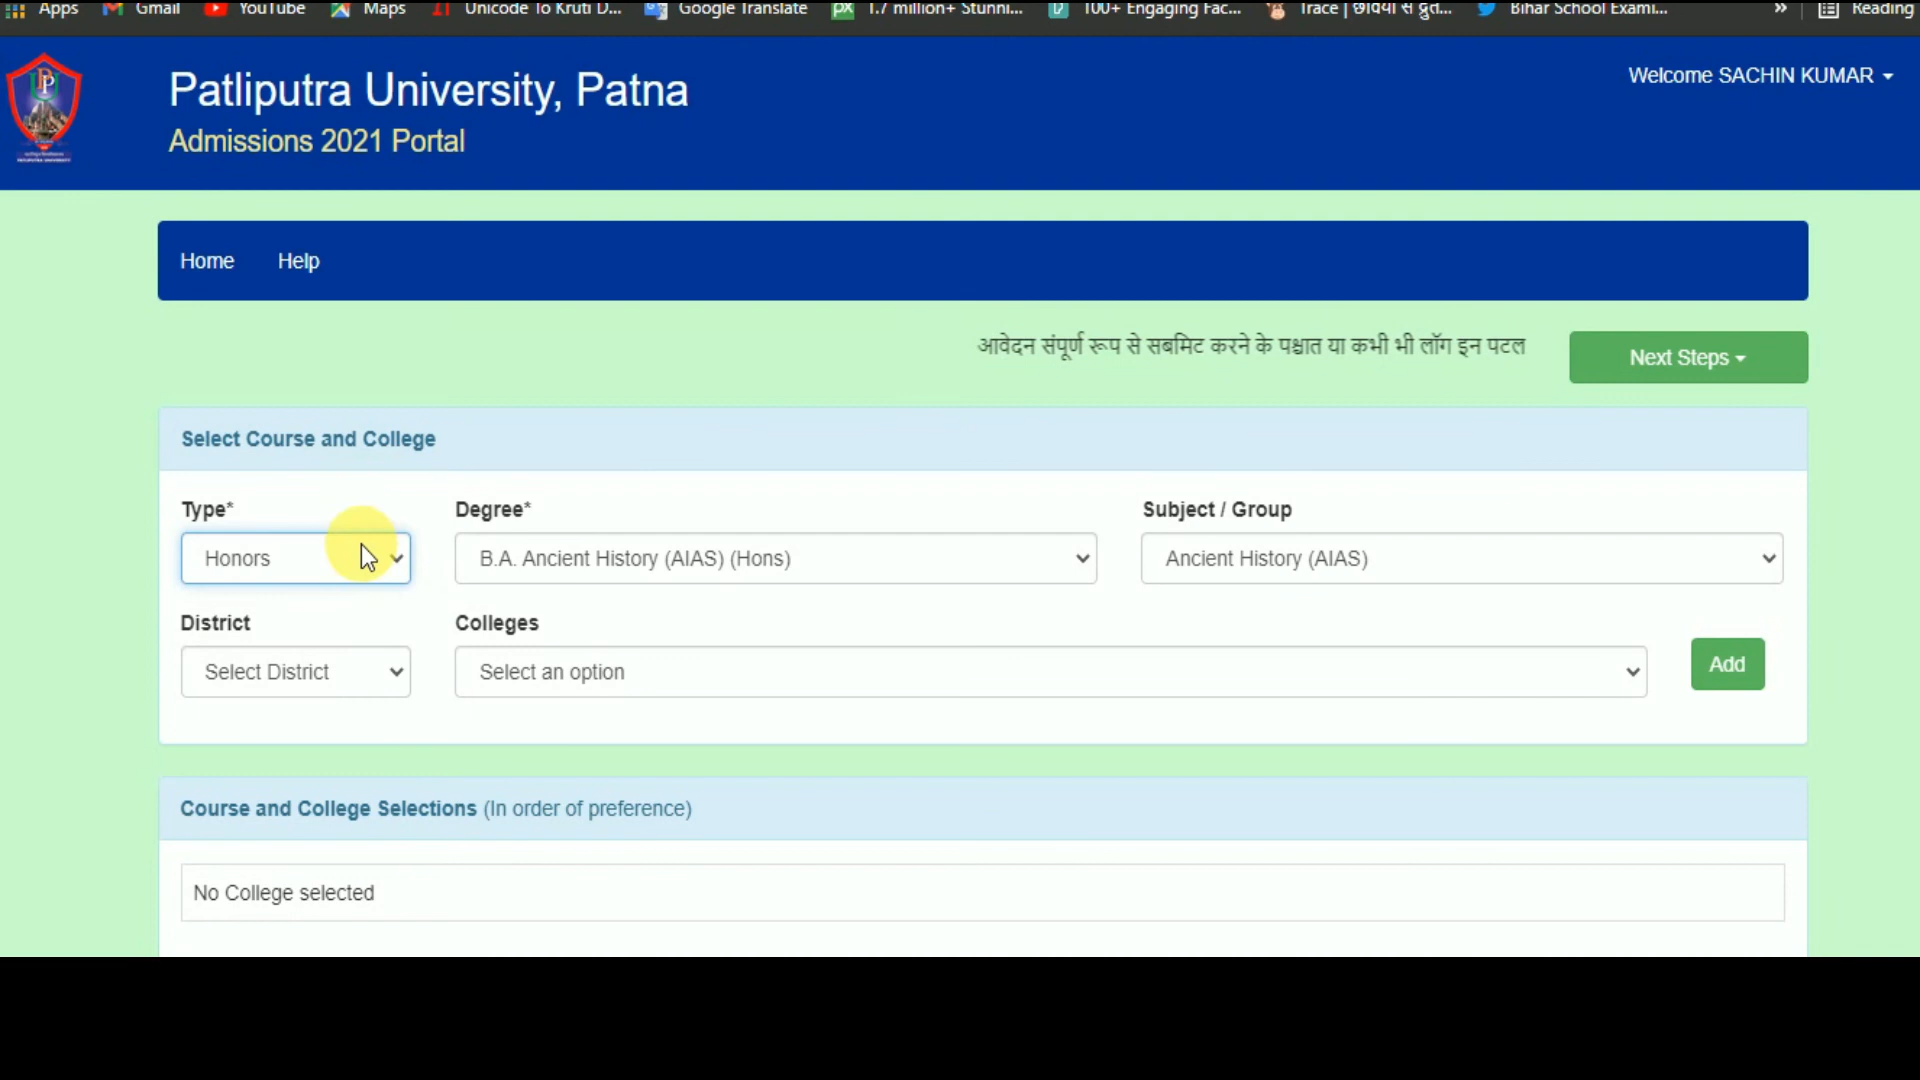 Apps Gmail YouTube Maps Unicode To Kruti D... Google Translate 1.7 million+ Stunni... 100+ Engaging Fac... Trace | छवियों से द्रुत... Bihar School Exami... » Reading
Patliputra University, Patna
Welcome SACHIN KUMAR
Admissions 2021 Portal
Home Help
आवेदन संपूर्ण रूप से सबमिट करने के पश्चात या कभी भी लॉग इन पटल
Next Steps
Select Course and College
Type* Degree* Subject / Group
Honors B.A. Ancient History (AIAS) (Hons) Ancient History (AIAS)
District Colleges
Select District Select an option Add
Course and College Selections (In order of preference)
No College selected